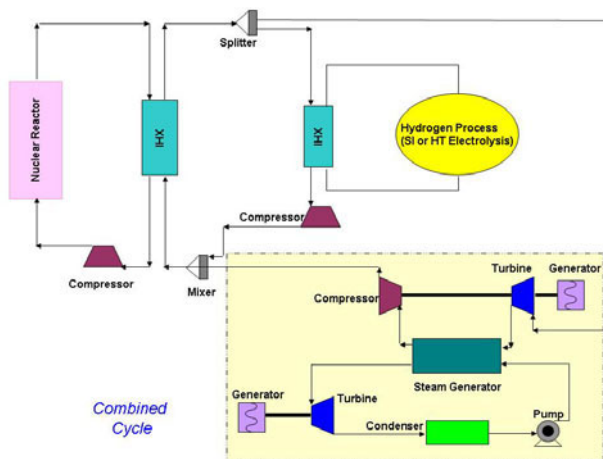 Splitter
Nuclear Reactor
IHX
IHX
Hydrogen Process
(SI or HT Electrolysis)
Compressor
Compressor
Mixer
Turbine
Generator
Compressor
Steam Generator
Generator
Turbine
Combined
Cycle
Condenser
Pump